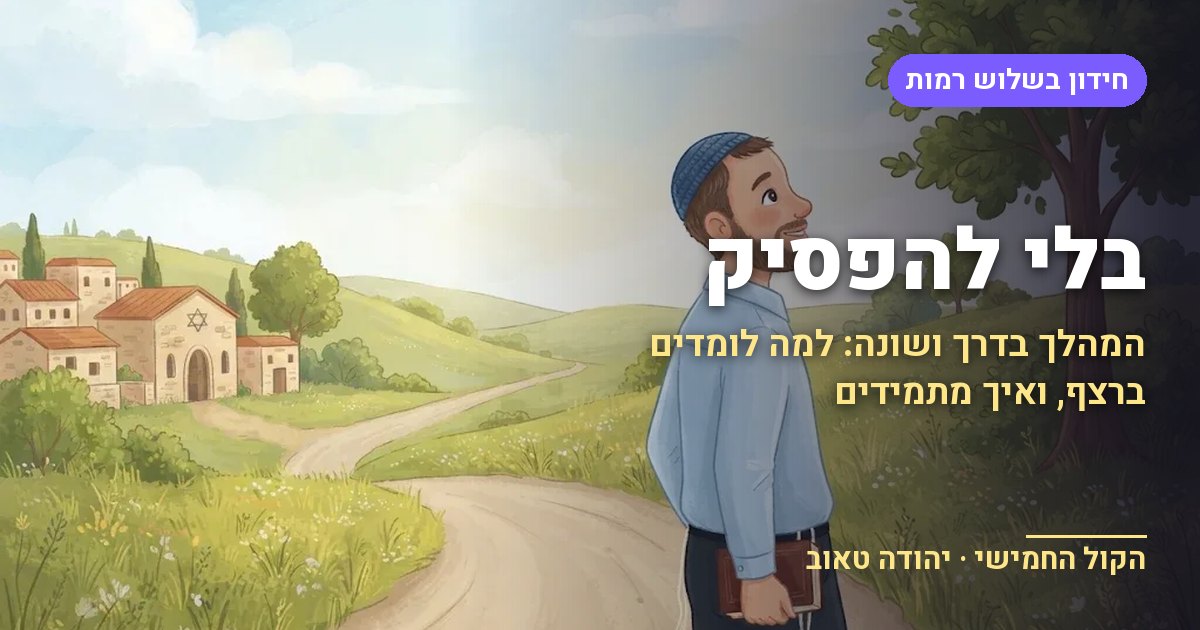 חידון בשלוש רמות
בלי להפסיק
המהלך בדרך ושונה: למה לומדים
ברצף, ואיך מתמידים
הקול החמישי · יהודה טאוב